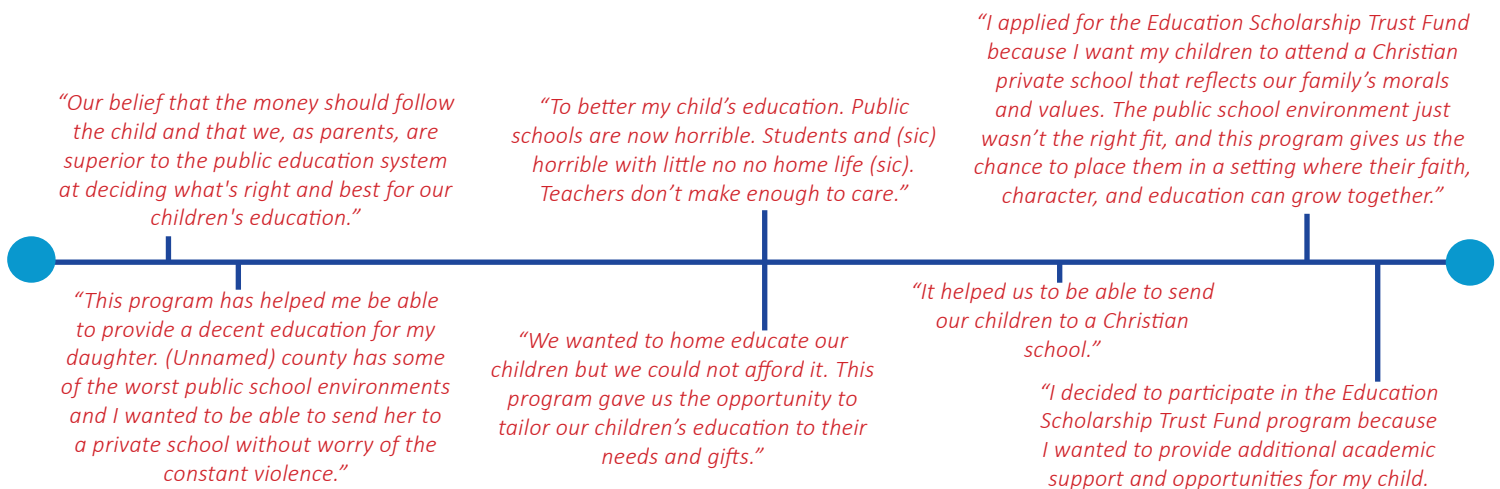 “Our belief that the money should follow
the child and that we, as parents, are
superior to the public education system
at deciding what's right and best for our
children's education.”
“To better my child’s education. Public
schools are now horrible. Students and (sic)
horrible with little no no home life (sic).
Teachers don’t make enough to care.”
“I applied for the Education Scholarship Trust Fund
because I want my children to attend a Christian
private school that reflects our family’s morals
and values. The public school environment just
wasn’t the right fit, and this program gives us the
chance to place them in a setting where their faith,
character, and education can grow together.”
“This program has helped me be able
to provide a decent education for my
daughter. (Unnamed) county has some
of the worst public school environments
and I wanted to be able to send her to
a private school without worry of the
constant violence.”
“We wanted to home educate our
children but we could not afford it. This
program gave us the opportunity to
tailor our children’s education to their
needs and gifts.”
“It helped us to be able to send
our children to a Christian
school.”
“I decided to participate in the Education
Scholarship Trust Fund program because
I wanted to provide additional academic
support and opportunities for my child.